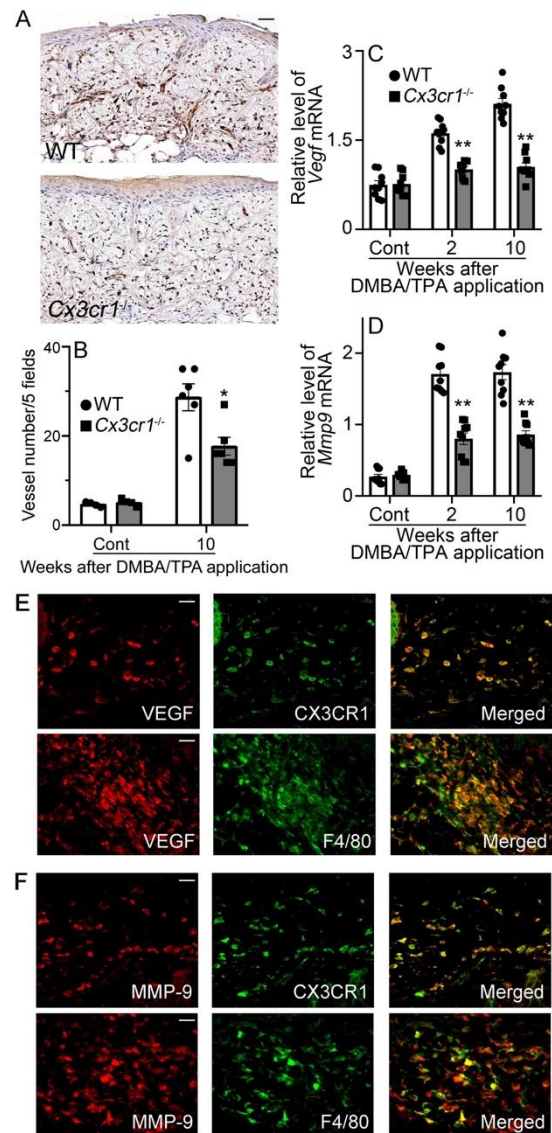 A
WT
Cx3cr1-/-
B
Vessel number/5 fields
30
20
0
WT
Cx3cr1-/-
*
Cont
10
Weeks after DMBA/TPA application
C
Relative level of
Vegf mRNA
3
1.5
0
WT
Cx3cr1-/-
**
**
Cont
2
10
Weeks after
DMBA/TPA application
D
Relative level of
Mmp9 mRNA
2
1
0
**
**
Cont
2
10
Weeks after
DMBA/TPA application
E
VEGF
CX3CR1
Merged
VEGF
F4/80
Merged
F
MMP-9
CX3CR1
Merged
MMP-9
F4/80
Merged